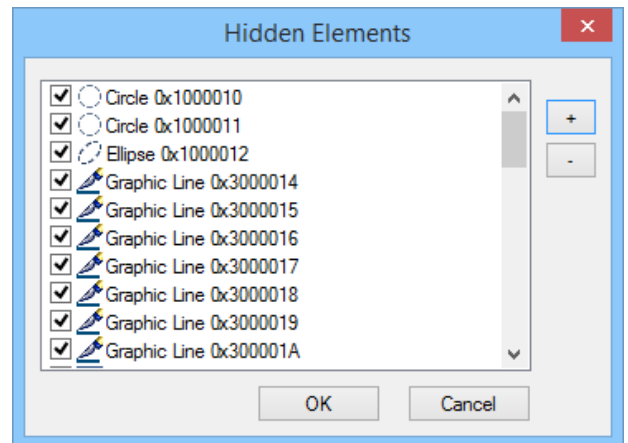 Hidden Elements
Circle 0x1000010
Circle 0x1000011
Ellipse 0x1000012
Graphic Line 0x3000014
Graphic Line 0x3000015
Graphic Line 0x3000016
Graphic Line 0x3000017
Graphic Line 0x3000018
Graphic Line 0x3000019
Graphic Line 0x300001A
+
-
OK
Cancel